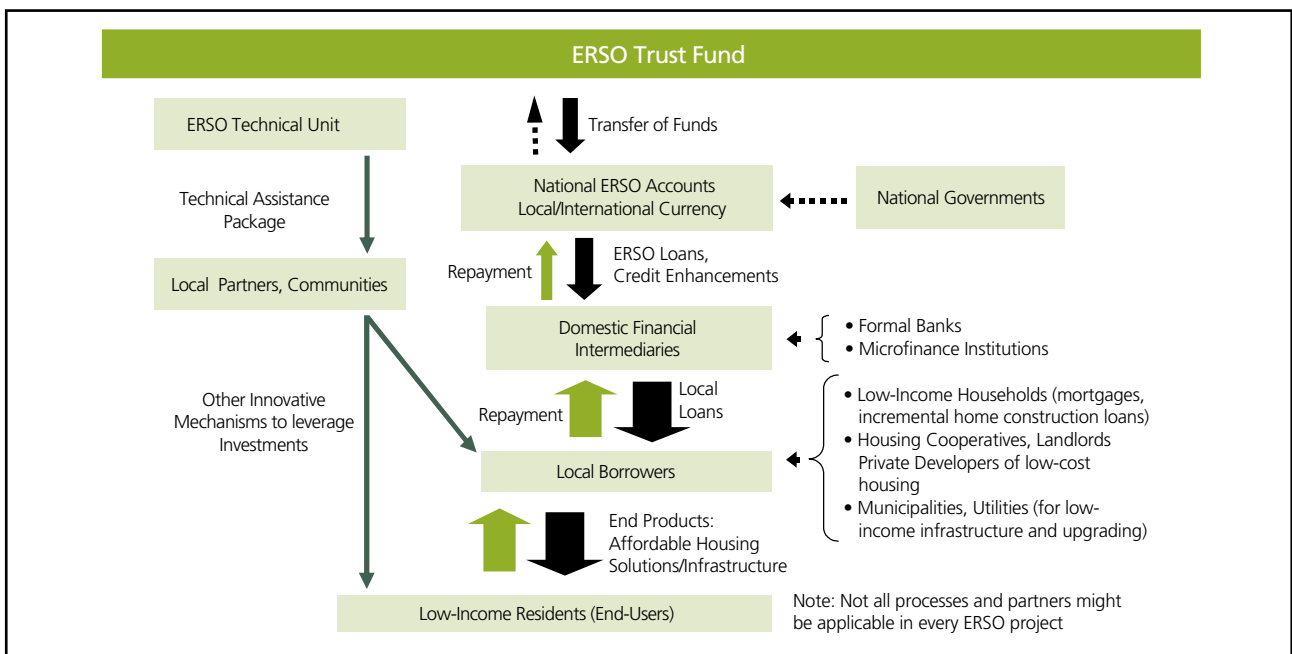 ERSO Trust Fund
ERSO Technical Unit
Transfer of Funds
National ERSO Accounts
Local/International Currency
National Governments
Technical Assistance
Package
Repayment
ERSO Loans,
Credit Enhancements
Local Partners, Communities
Domestic Financial
Intermediaries
• Formal Banks
• Microfinance Institutions
Other Innovative
Mechanisms to leverage
Investments
Repayment
Local
Loans
• Low-Income Households (mortgages,
incremental home construction loans)
• Housing Cooperatives, Landlords
Private Developers of low-cost
housing
• Municipalities, Utilities (for low-
income infrastructure and upgrading)
Local Borrowers
End Products:
Affordable Housing
Solutions/Infrastructure
Low-Income Residents (End-Users)
Note: Not all processes and partners might
be applicable in every ERSO project